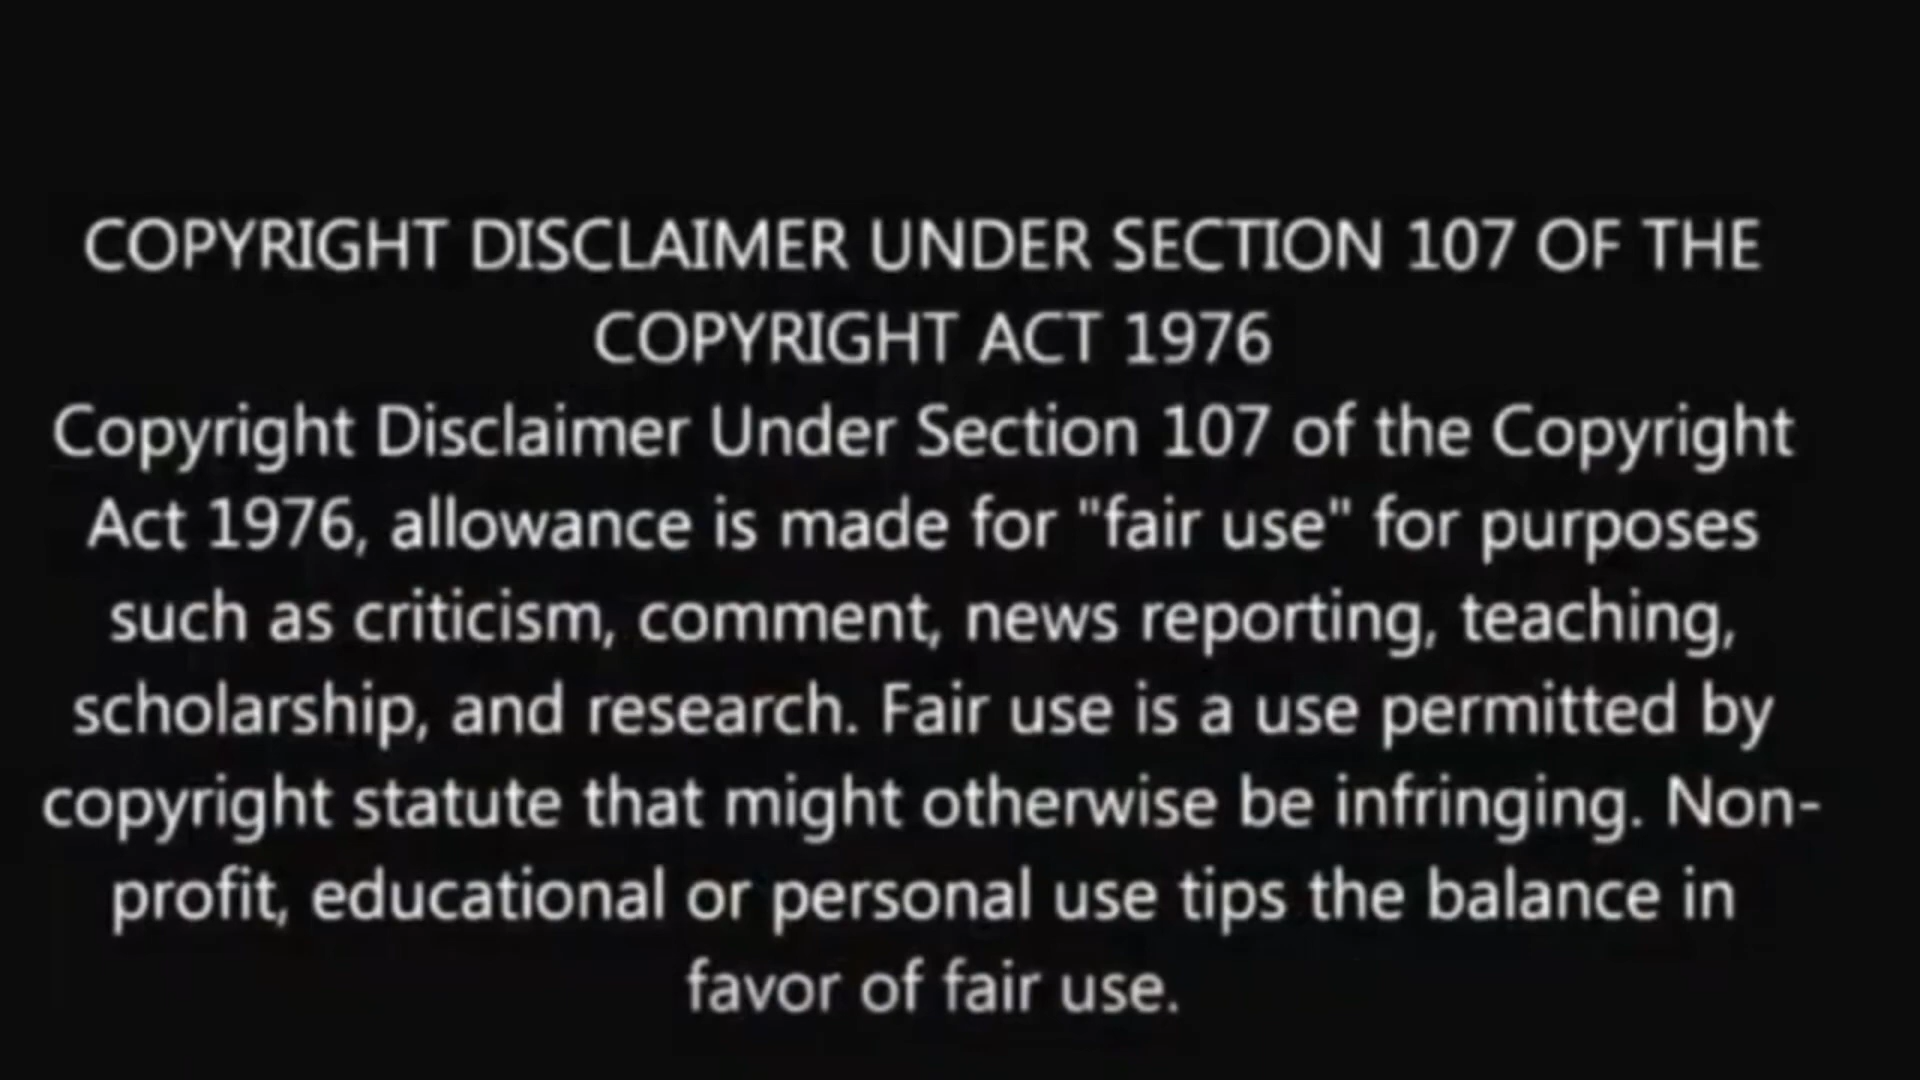 COPYRIGHT DISCLAIMER UNDER SECTION 107 OF THE
COPYRIGHT ACT 1976
Copyright Disclaimer Under Section 107 of the Copyright
Act 1976, allowance is made for "fair use" for purposes
such as criticism, comment, news reporting, teaching,
scholarship, and research. Fair use is a use permitted by
copyright statute that might otherwise be infringing. Non-
profit, educational or personal use tips the balance in
favor of fair use.